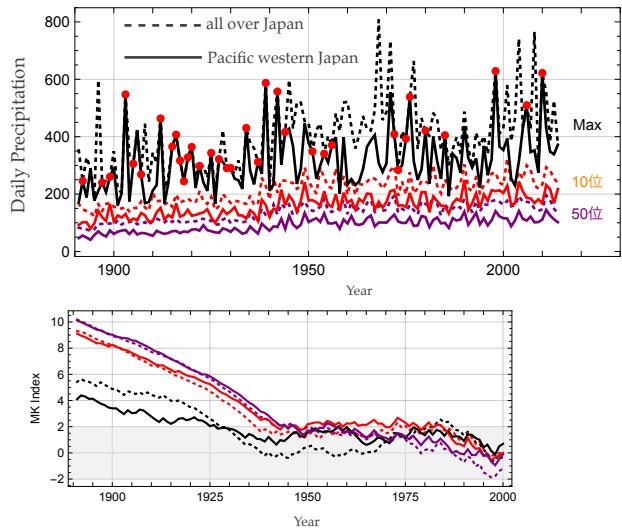 800
all over Japan
Pacific western Japan
600
Max
400
10位
200
50位
0
Daily Precipitation
1900
1950
2000
Year
10
8
6
4
2
0
-2
MK Index
1900
1925
1950
1975
2000
Year